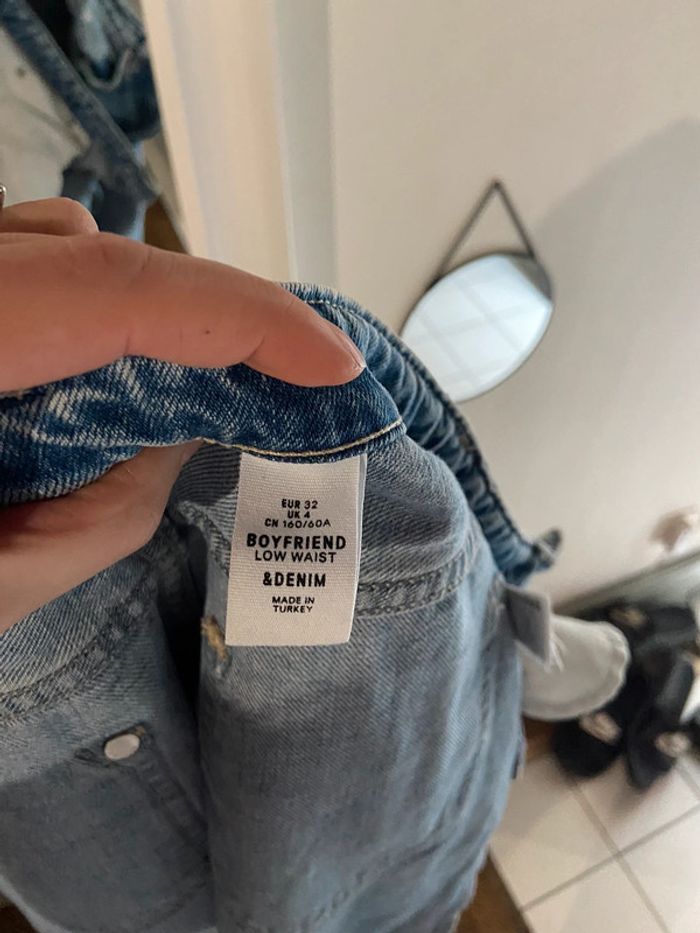 EUR 32
UK 4
CN 160/60A
BOYFRIEND
LOW WAIST
&DENIM
MADE IN
TURKEY